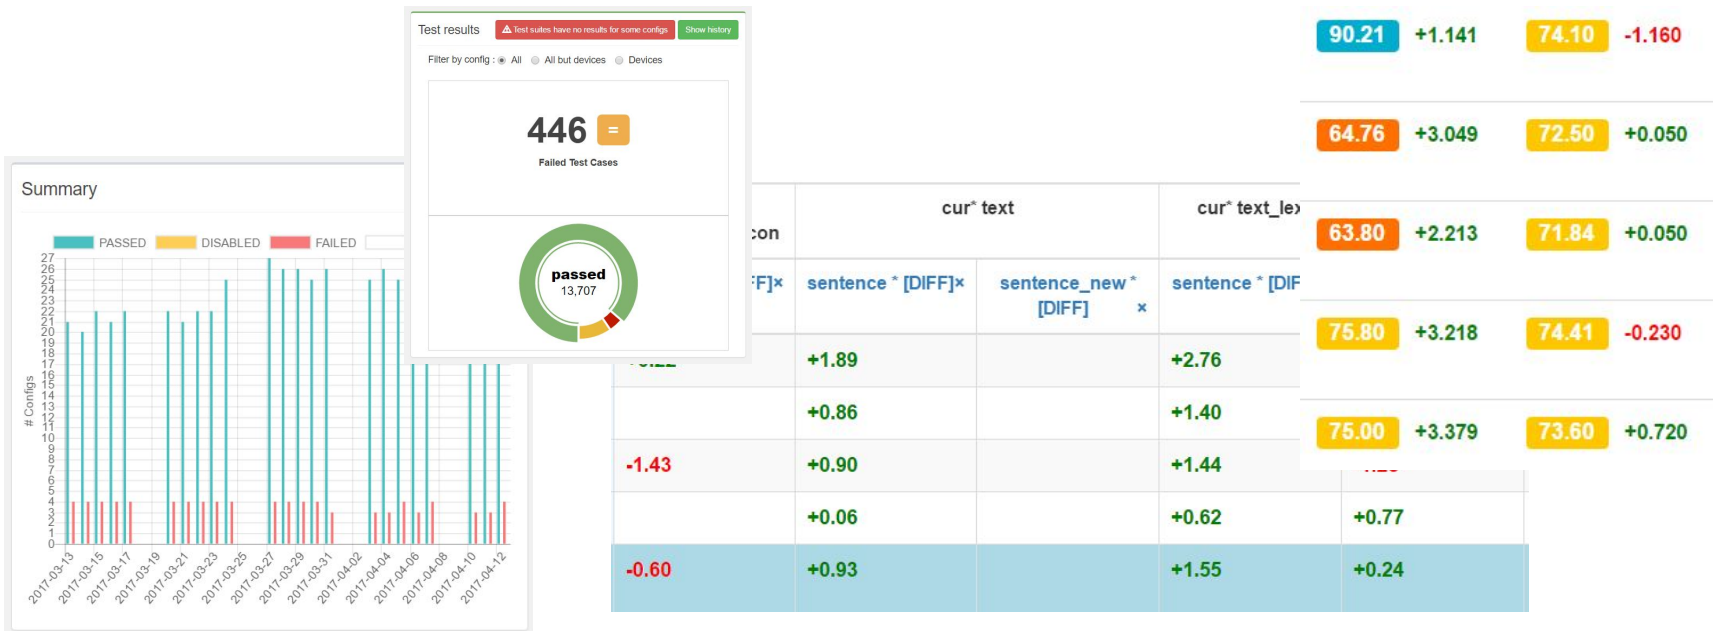 Test results
Test suites have no results for some configs
Show history
Filter by config :
All
All but devices
Devices
446 =
Failed Test Cases
passed
13,707
Summary
PASSED DISABLED FAILED
# Configs
27
26
25
24
23
22
21
20
19
18
17
16
15
14
13
12
11
10
9
8
7
6
5
4
3
2
1
0
2017-03-13
2017-03-15
2017-03-17
2017-03-19
2017-03-21
2017-03-23
2017-03-25
2017-03-27
2017-03-29
2017-03-31
2017-04-02
2017-04-04
2017-04-06
2017-04-08
2017-04-10
2017-04-12
cur* text
cur* text_lex
con
FF]×
sentence * [DIFF]×
sentence_new *
[DIFF] ×
sentence * [DIF
+1.89 +2.76
+0.86 +1.40
-1.43 +0.90 +1.44
+0.06 +0.62 +0.77
-0.60 +0.93 +1.55 +0.24
90.21 +1.141 74.10 -1.160
64.76 +3.049 72.50 +0.050
63.80 +2.213 71.84 +0.050
75.80 +3.218 74.41 -0.230
75.00 +3.379 73.60 +0.720